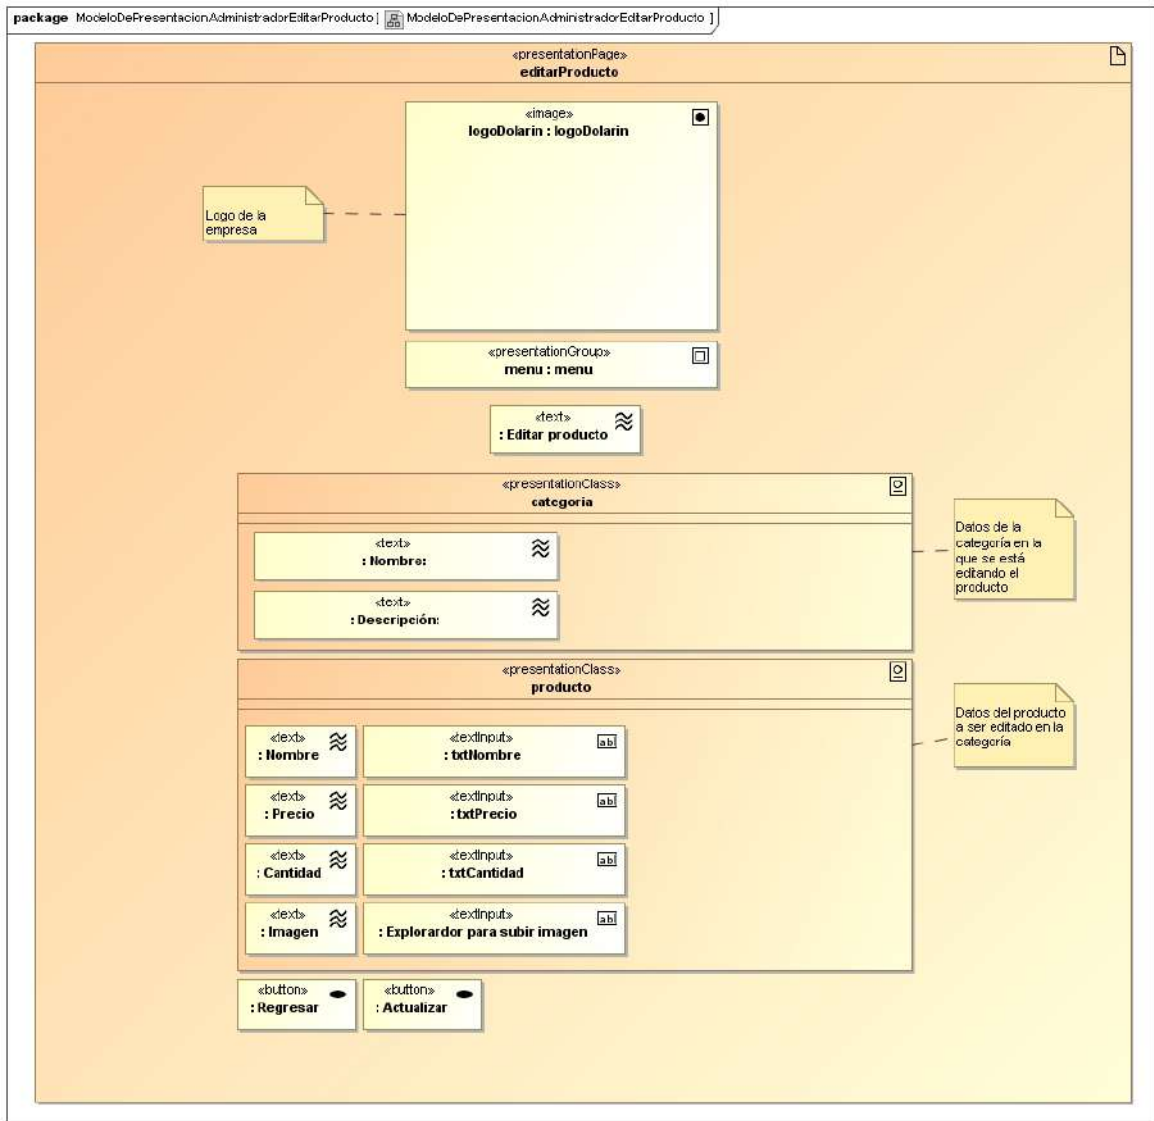 package ModeloDePresentacionAdministradorEditarProducto [ ModeloDePresentacionAdministradorEditarProducto ]
«presentationPage»
editarProducto
«image»
logoDolarin : logoDolarin
Logo de la
empresa
«presentationGroup»
menu : menu
«text»
: Editar producto
«presentationClass»
categoria
«text»
: Nombre:
«text»
: Descripción:
Datos de la
categoría en la
que se está
editando el
producto
«presentationClass»
producto
«text»
: Nombre
«textInput»
: txtNombre
«text»
: Precio
«textInput»
: txtPrecio
«text»
: Cantidad
«textInput»
: txtCantidad
«text»
: Imagen
«textInput»
: Explorardor para subir imagen
Datos del producto
a ser editado en la
categoría
«button»
: Regresar
«button»
: Actualizar